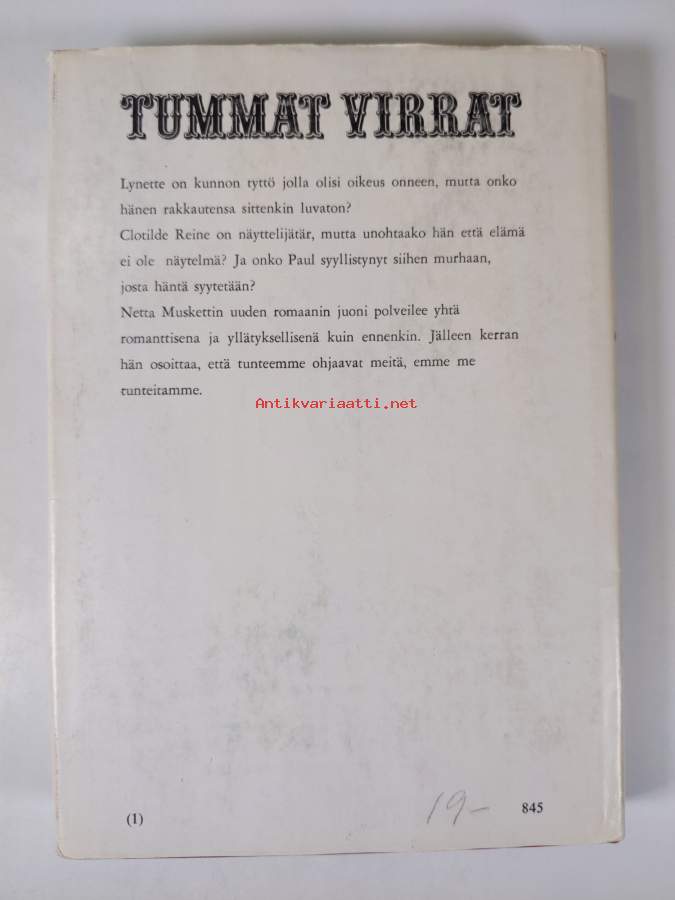 TUMMAT VIRRAT
Lynette on kunnon tyttö jolla olisi oikeus onneen, mutta onko
hänen rakkautensa sittenkin luvaton?
Clotilde Reine on näyttelijätär, mutta unohtaako hän että elämä
ei ole näytelmä? Ja onko Paul syyllistynyt siihen murhaan,
josta häntä syytetään?
Netta Muskettin uuden romaanin juoni polveilee yhtä
romanttisena ja yllätyksellisenä kuin ennenkin. Jälleen kerran
hän osoittaa, että tunteemme ohjaavat meitä, emme me
tunteitamme.
Antikvariaatti.net
(1)
19-
845